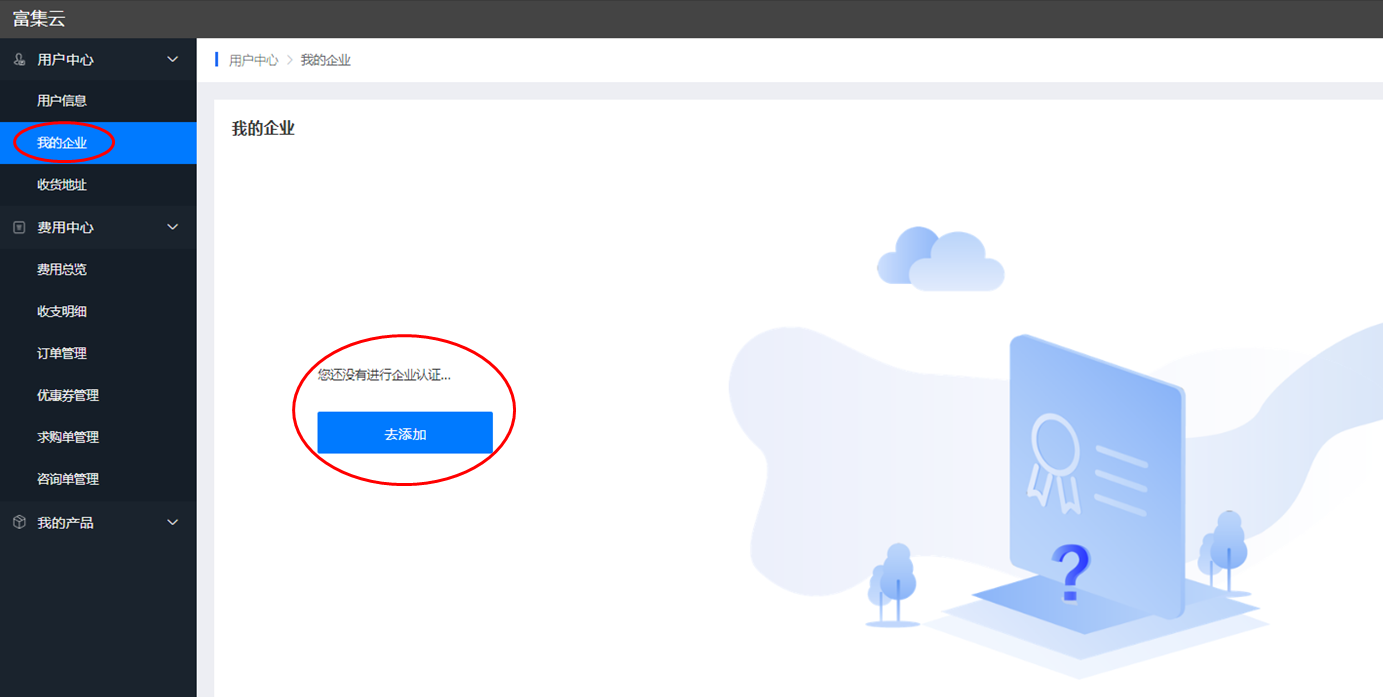 富集云
用户中心
用户信息
我的企业
收货地址
费用中心
费用总览
收支明细
订单管理
优惠券管理
求购单管理
咨询单管理
我的产品
用户中心 > 我的企业
我的企业
您还没有进行企业认证...
去添加
?